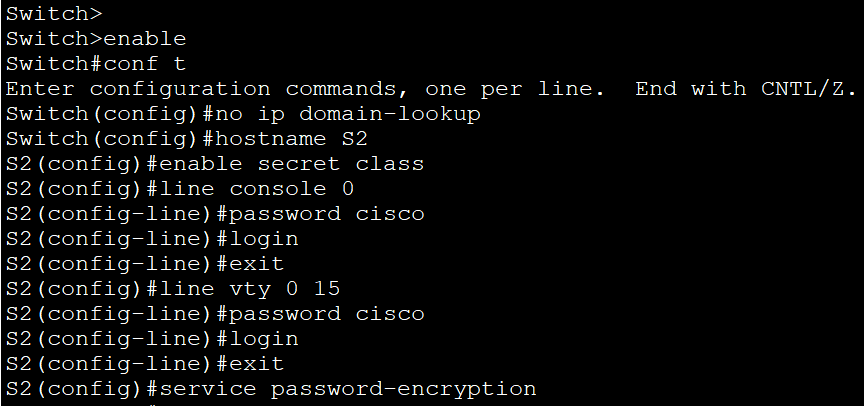 Switch>
Switch>enable
Switch#conf t
Enter configuration commands, one per line.  End with CNTL/Z.
Switch(config)#no ip domain-lookup
Switch(config)#hostname S2
S2(config)#enable secret class
S2(config)#line console 0
S2(config-line)#password cisco
S2(config-line)#login
S2(config-line)#exit
S2(config)#line vty 0 15
S2(config-line)#password cisco
S2(config-line)#login
S2(config-line)#exit
S2(config)#service password-encryption